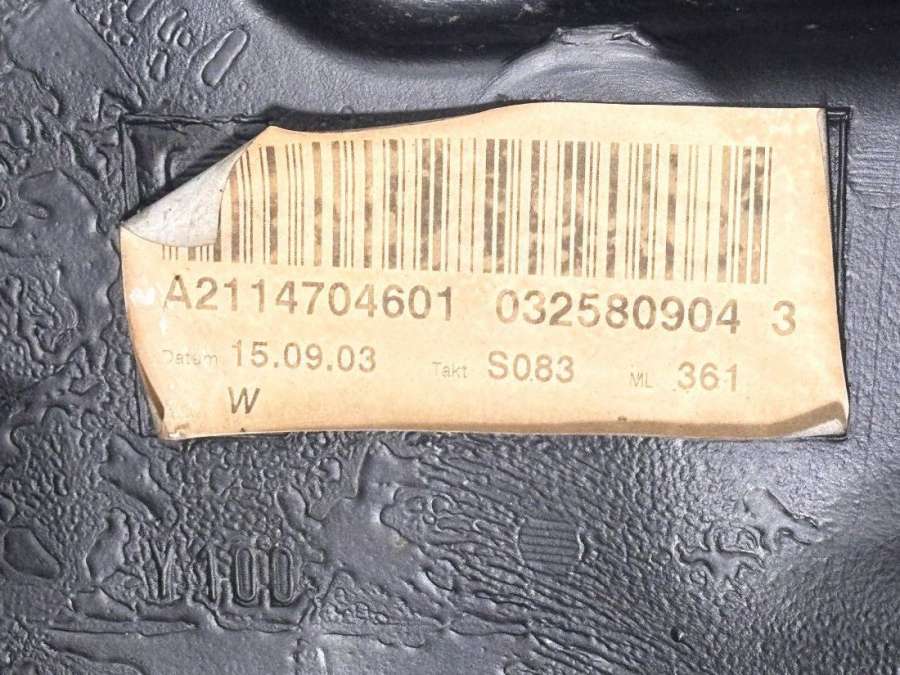 A2114704601 032580904 3
Datum 15.09.03 Takt S083 ML 361
W
Y100